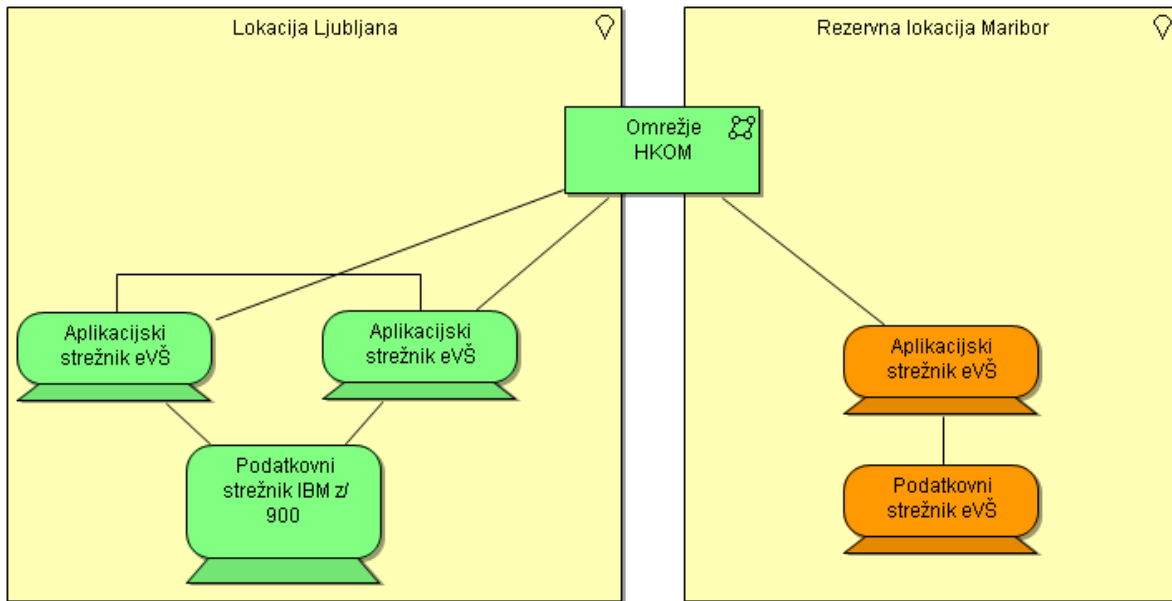 Lokacija Ljubljana
Rezervna lokacija Maribor
Omrežje
HKOM
Aplikacijski
strežnik eVŠ
Aplikacijski
strežnik eVŠ
Aplikacijski
strežnik eVŠ
Podatkovni
strežnik IBM z/
900
Podatkovni
strežnik eVŠ